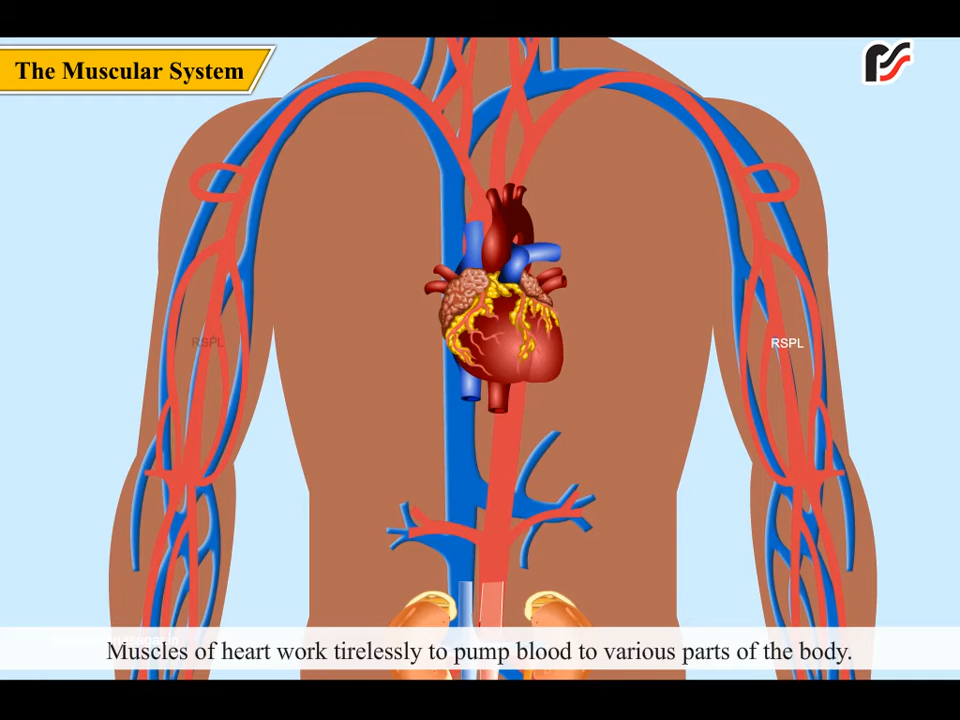 The Muscular System
RSPL
RSPL
Muscles of heart work tirelessly to pump blood to various parts of the body.